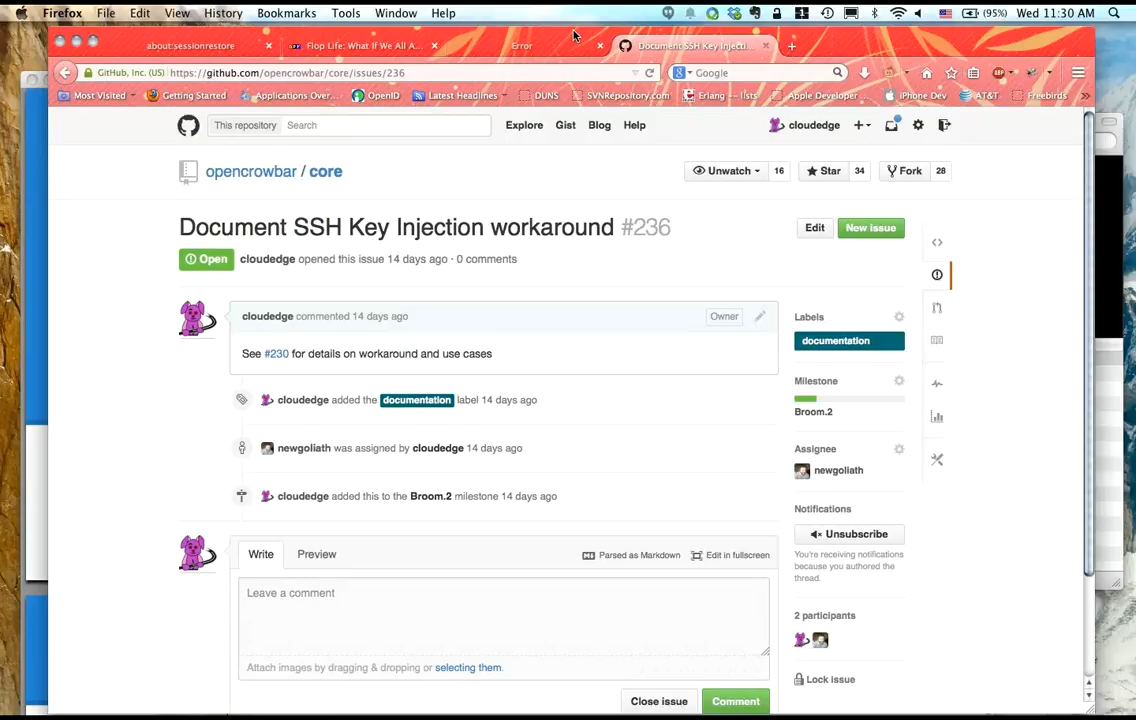 Firefox File Edit View History Bookmarks Tools Window Help (95%) Wed 11:30 AM
about:sessionrestore Flop Life: What If We All A... Error Document SSH Key Injecti...
GitHub, Inc. (US) https://github.com/opencrowbar/core/issues/236 Google
Most Visited Getting Started Applications Over... OpenID Latest Headlines DUNS SVNRepository.com Erlang — lists Apple Developer... iPhone Dev AT&T Freebirds
This repository Search Explore Gist Blog Help cloudedge
opencrowbar / core Unwatch 16 Star 34 Fork 28
Document SSH Key Injection workaround #236 Edit New issue
Open cloudedge opened this issue 14 days ago · 0 comments
cloudedge commented 14 days ago Owner
See #230 for details on workaround and use cases
cloudedge added the documentation label 14 days ago
newgoliath was assigned by cloudedge 14 days ago
cloudedge added this to the Broom.2 milestone 14 days ago
Labels
documentation
Milestone
Broom.2
Assignee
newgoliath
Notifications
Unsubscribe
You're receiving notifications
because you authored the
thread.
2 participants
Lock issue
Write Preview Parsed as Markdown Edit in fullscreen
Leave a comment
Attach images by dragging & dropping or selecting them.
Close issue Comment